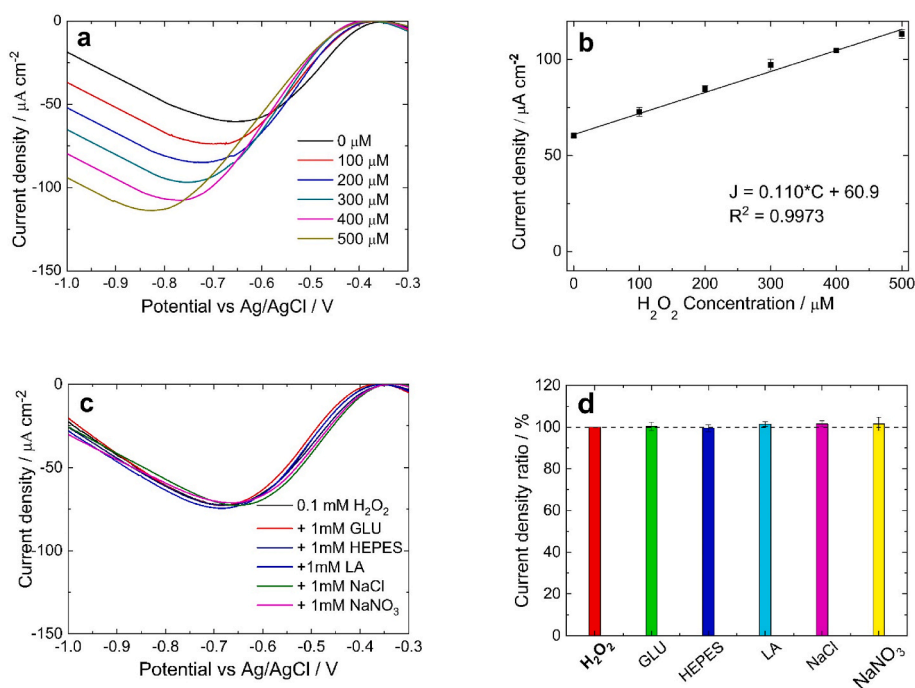 a
0
-50
-100
-150
Current density / μA cm⁻²
0 μM
100 μM
200 μM
300 μM
400 μM
500 μM
-1.0 -0.9 -0.8 -0.7 -0.6 -0.5 -0.4 -0.3
Potential vs Ag/AgCl / V
b
100
50
0
Current density / μA cm⁻²
J = 0.110*C + 60.9
R² = 0.9973
0 100 200 300 400 500
H₂O₂ Concentration / μM
c
0
-50
-100
-150
Current density / μA cm⁻²
0.1 mM H₂O₂
+ 1mM GLU
+ 1mM HEPES
+1mM LA
+ 1mM NaCl
+ 1mM NaNO₃
-1.0 -0.9 -0.8 -0.7 -0.6 -0.5 -0.4 -0.3
Potential vs Ag/AgCl / V
d
120
100
80
60
40
20
0
Current density ratio / %
H₂O₂ GLU HEPES LA NaCl NaNO₃